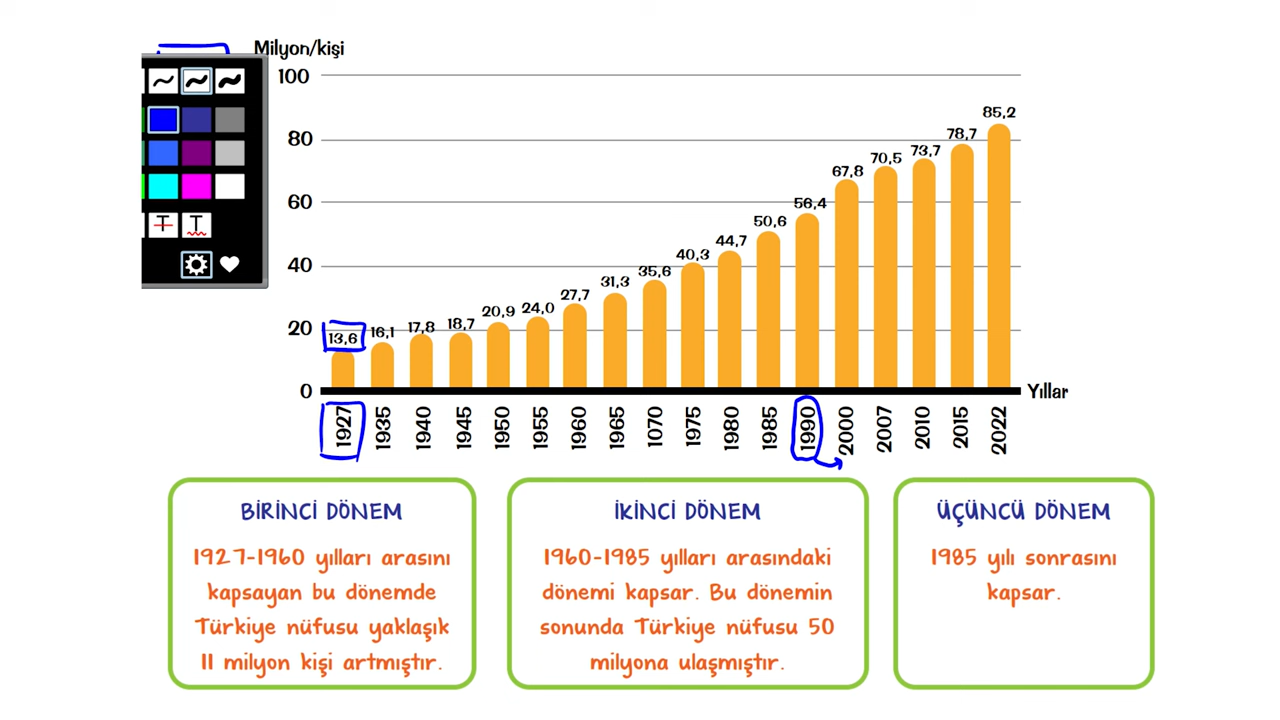 Milyon/kişi
100
80
60
40
20
0
13,6
16,1
17,8
18,7
20,9
24,0
27,7
31,3
35,6
40,3
44,7
50,6
56,4
67,8
70,5
73,7
78,7
85,2
Yıllar
1927
1935
1940
1945
1950
1955
1960
1965
1070
1975
1980
1985
1990
2000
2007
2010
2015
2022
BİRİNCİ DÖNEM
1927-1960 yılları arasını
kapsayan bu dönemde
Türkiye nüfusu yaklaşık
11 milyon kişi artmıştır.
İKİNCİ DÖNEM
1960-1985 yılları arasındaki
dönemi kapsar. Bu dönemin
sonunda Türkiye nüfusu 50
milyona ulaşmıştır.
ÜÇÜNCÜ DÖNEM
1985 yılı sonrasını
kapsar.
T
T